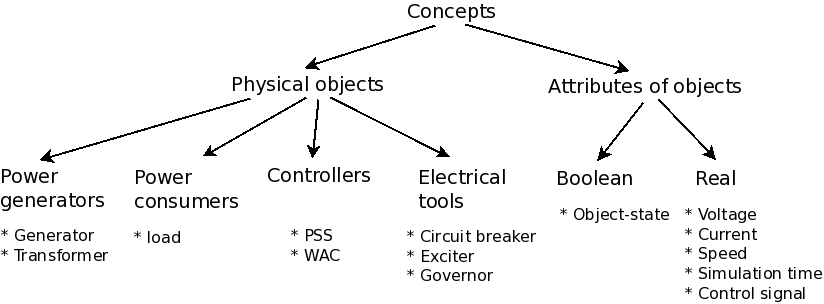 Concepts
Physical objects
Attributes of objects
Power
generators
* Generator
* Transformer
Power
consumers
* load
Controllers
* PSS
* WAC
Electrical
tools
* Circuit breaker
* Exciter
* Governor
Boolean
* Object-state
Real
* Voltage
* Current
* Speed
* Simulation time
* Control signal